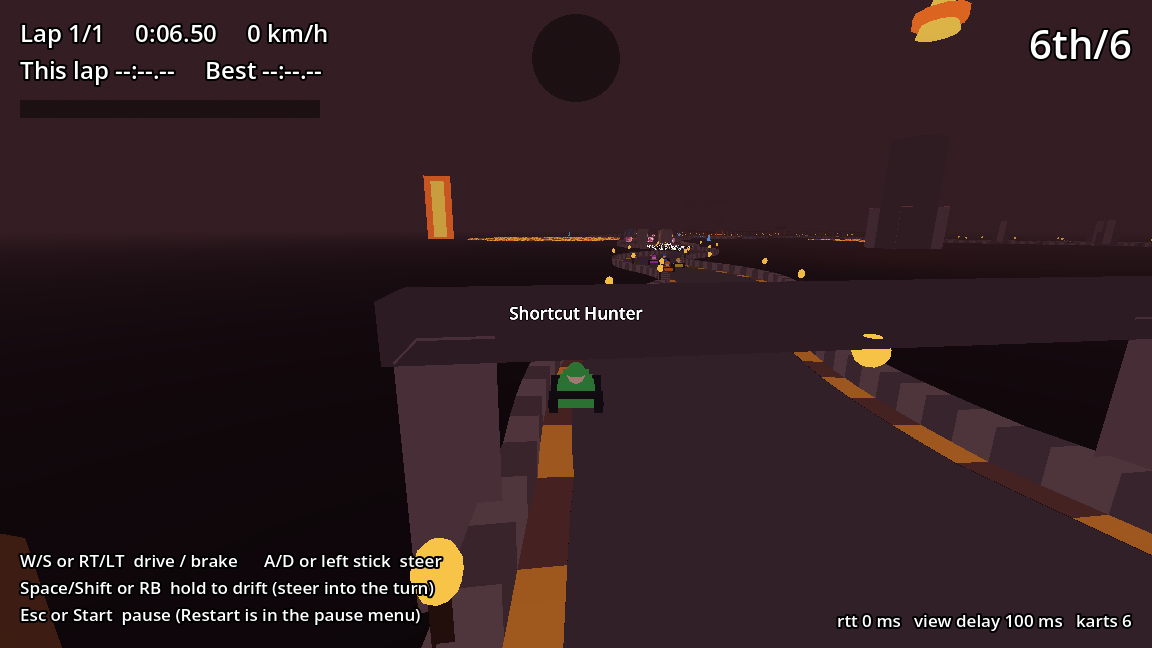 Lap 1/1 0:06.50 0 km/h
This lap --:--.-- Best --:--.--
6th/6
Shortcut Hunter
W/S or RT/LT drive / brake A/D or left stick steer
Space/Shift or RB hold to drift (steer into the turn)
Esc or Start pause (Restart is in the pause menu)
rtt 0 ms view delay 100 ms karts 6